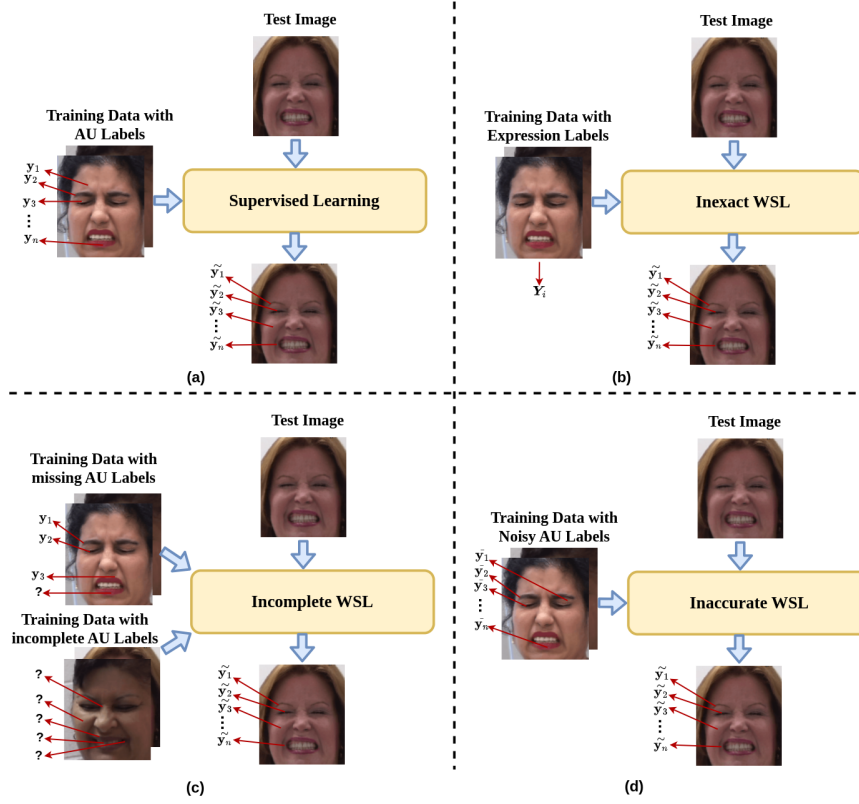 Test Image
Training Data with
AU Labels
y₁
y₂
y₃
⋮
yₙ
Supervised Learning
ỹ₁
ỹ₂
ỹ₃
⋮
ỹₙ
(a)
Test Image
Training Data with
Expression Labels
Yᵢ
Inexact WSL
ỹ₁
ỹ₂
ỹ₃
⋮
ỹₙ
(b)
Test Image
Training Data with
missing AU Labels
y₁
y₂
y₃
?
Training Data with
incomplete AU Labels
?
?
?
?
?
Incomplete WSL
ỹ₁
ỹ₂
ỹ₃
⋮
ỹₙ
(c)
Test Image
Training Data with
Noisy AU Labels
ȳ₁
ȳ₂
ȳ₃
⋮
ȳₙ
Inaccurate WSL
ỹ₁
ỹ₂
ỹ₃
⋮
ỹₙ
(d)